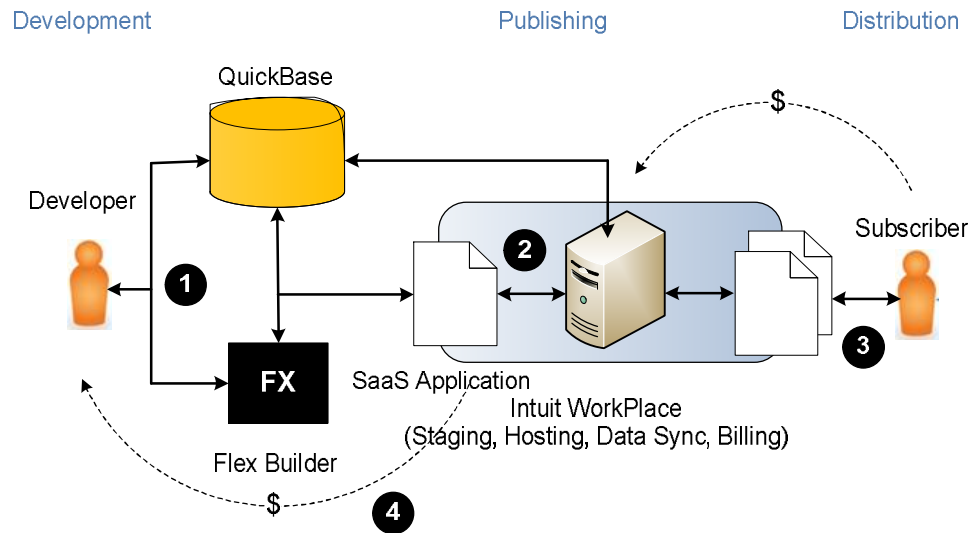 Development
Publishing
Distribution
QuickBase
$
Developer
Subscriber
1
2
3
FX
SaaS Application
Intuit WorkPlace
(Staging, Hosting, Data Sync, Billing)
Flex Builder
$
4